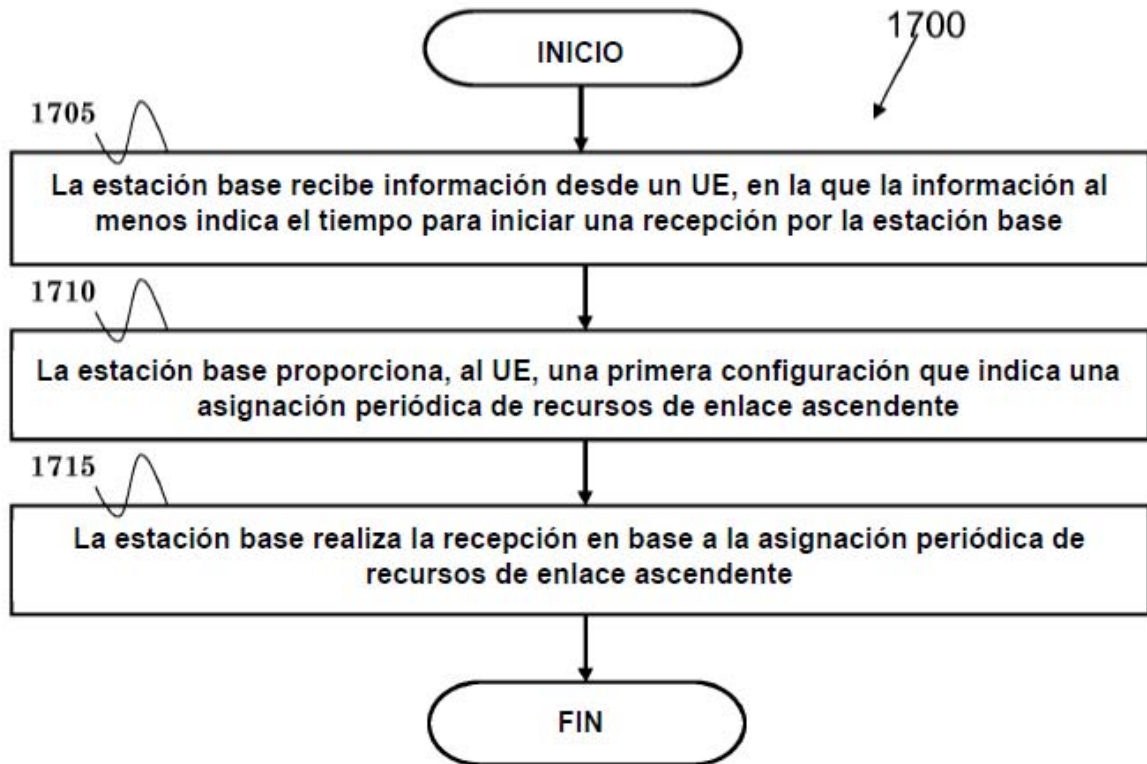 1700
INICIO
1705
La estación base recibe información desde un UE, en la que la información al
menos indica el tiempo para iniciar una recepción por la estación base
1710
La estación base proporciona, al UE, una primera configuración que indica una
asignación periódica de recursos de enlace ascendente
1715
La estación base realiza la recepción en base a la asignación periódica de
recursos de enlace ascendente
FIN